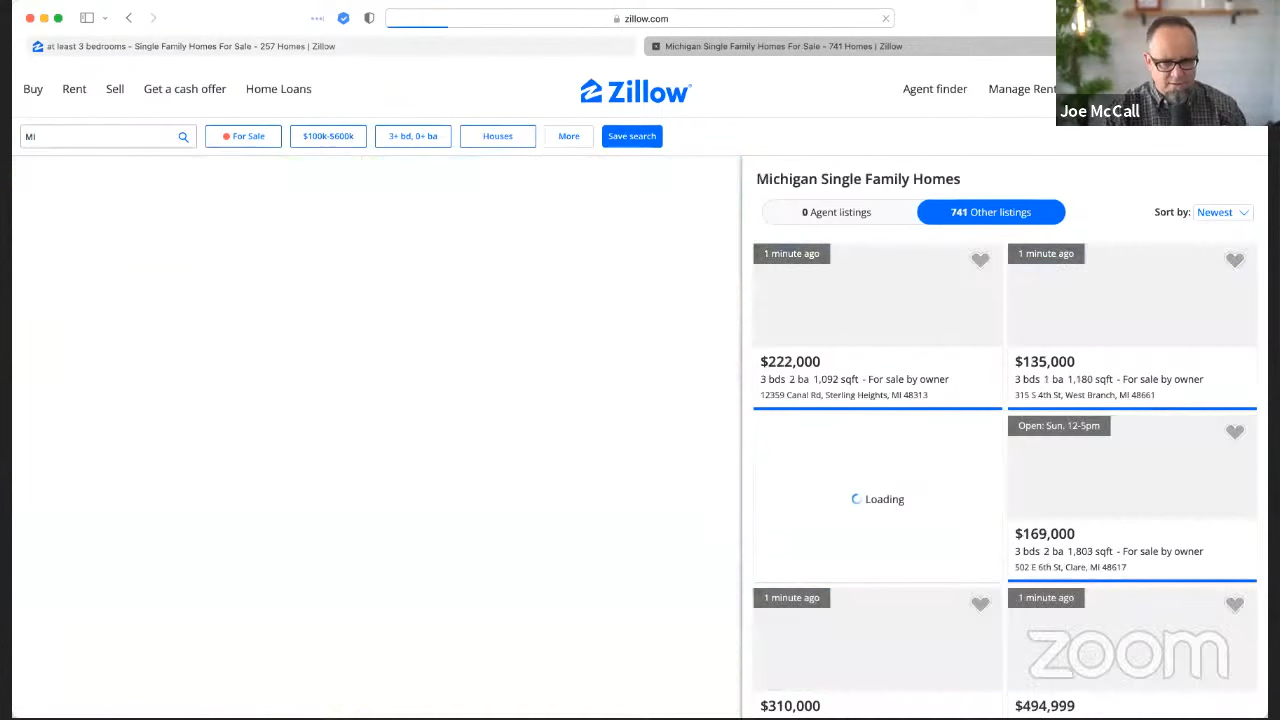 zillow.com
at least 3 bedrooms - Single Family Homes For Sale - 257 Homes | Zillow
Michigan Single Family Homes For Sale - 741 Homes | Zillow
Buy
Rent
Sell
Get a cash offer
Home Loans
Zillow
Agent finder
Manage Rent
Joe McCall
MI
For Sale
$100k-$600k
3+ bd, 0+ ba
Houses
More
Save search
Michigan Single Family Homes
0 Agent listings
741 Other listings
Sort by: Newest
1 minute ago
$222,000
3 bds 2 ba 1,092 sqft - For sale by owner
12359 Canal Rd, Sterling Heights, MI 48313
1 minute ago
$135,000
3 bds 1 ba 1,180 sqft - For sale by owner
315 S 4th St, West Branch, MI 48661
Loading
Open: Sun. 12-5pm
$169,000
3 bds 2 ba 1,803 sqft - For sale by owner
502 E 6th St, Clare, MI 48617
1 minute ago
$310,000
1 minute ago
zoom
$494,999